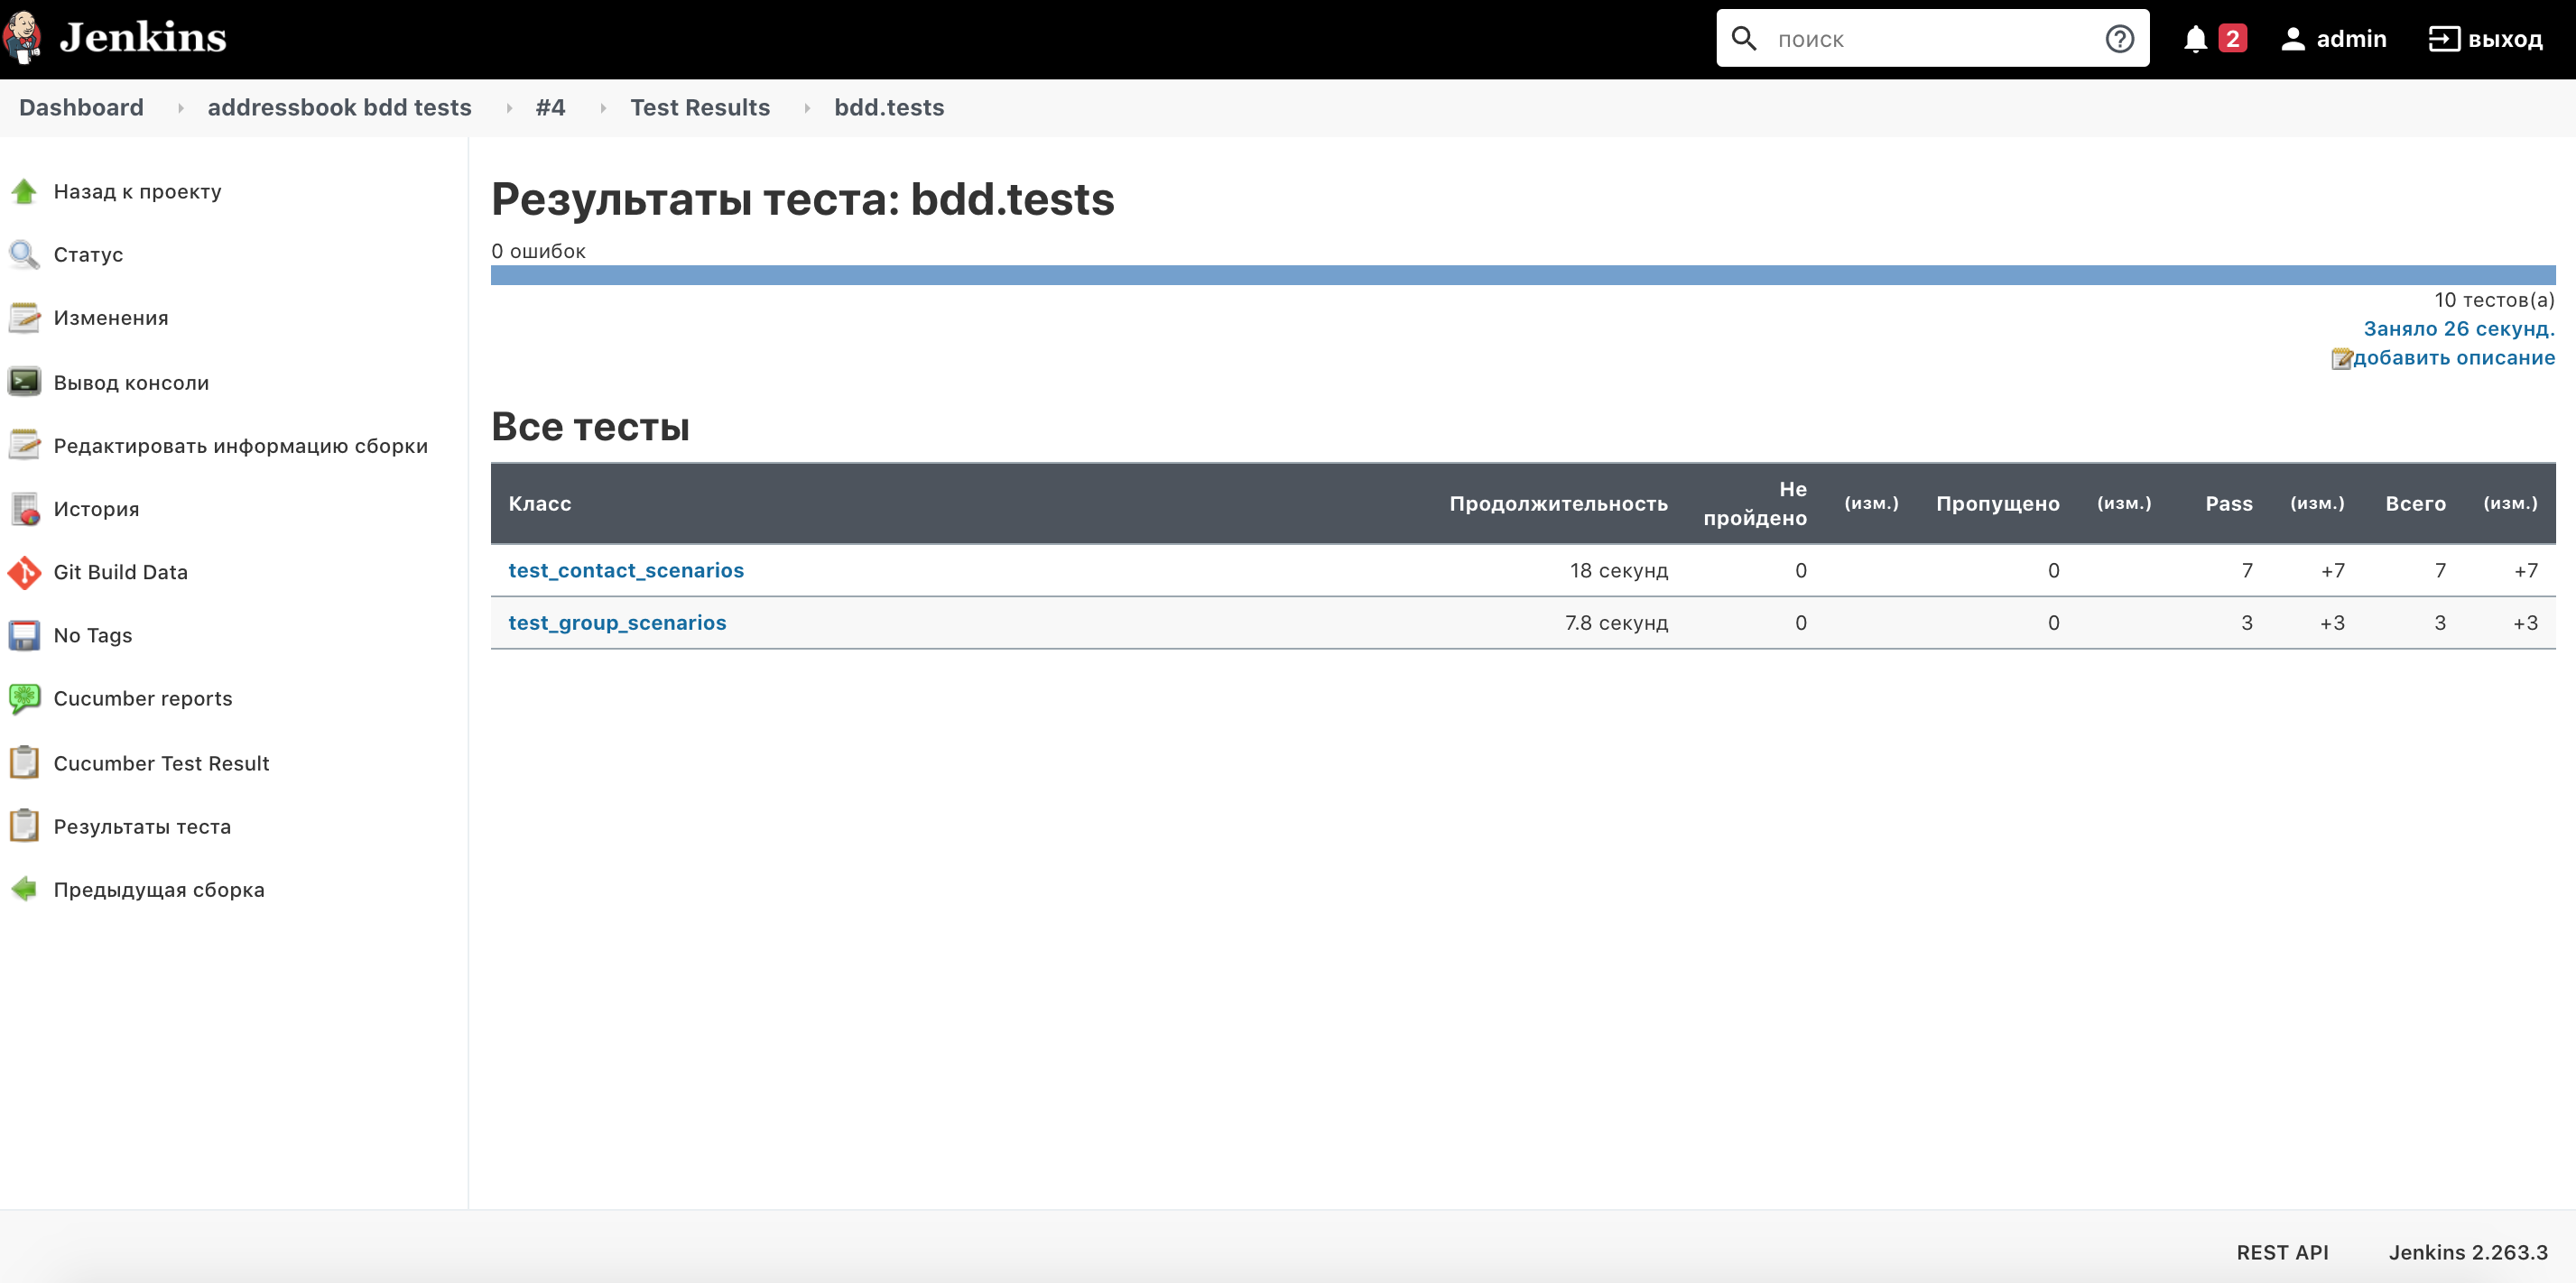 Jenkins
поиск
2
admin
выход
Dashboard
addressbook bdd tests
#4
Test Results
bdd.tests
Назад к проекту
Статус
Изменения
Вывод консоли
Редактировать информацию сборки
История
Git Build Data
No Tags
Cucumber reports
Cucumber Test Result
Результаты теста
Предыдущая сборка
Результаты теста: bdd.tests
0 ошибок
10 тестов(а)
Заняло 26 секунд.
добавить описание
Все тесты
Класс Продолжительность Не пройдено (изм.) Пропущено (изм.) Pass (изм.) Всего (изм.)
test_contact_scenarios 18 секунд 0 0 7 +7 7 +7
test_group_scenarios 7.8 секунд 0 0 3 +3 3 +3
REST API Jenkins 2.263.3